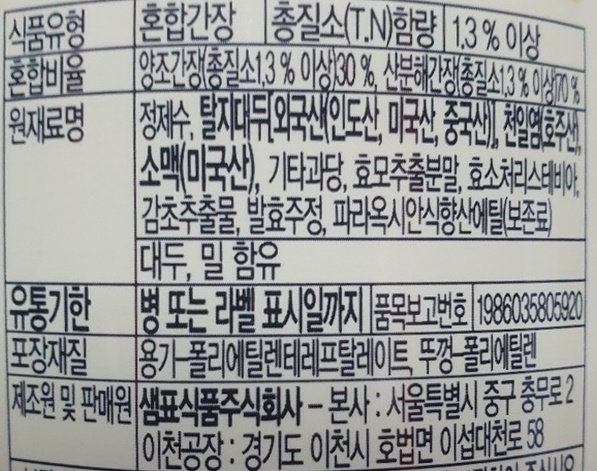 식품유형 혼합간장 총질소(T.N)함량 1.3 % 이상
혼합비율 양조간장(총질소1.3 % 이상)30 %, 산분해간장(총질소1.3 % 이상)70 %
원재료명 정제수, 탈지대두[외국산(인도산, 미국산, 중국산)], 천일염(호주산),
소맥(미국산), 기타과당, 효모추출분말, 효소처리스테비아,
감초추출물, 발효주정, 파라옥시안식향산에틸(보존료)
대두, 밀 함유
유통기한 병 또는 라벨 표시일까지 품목보고번호 1986035805920
포장재질 용기-폴리에틸렌테레프탈레이트, 뚜껑-폴리에틸렌
제조원 및 판매원 샘표식품주식회사 - 본사 : 서울특별시 중구 충무로 2
이천공장 : 경기도 이천시 호법면 이섭대천로 58